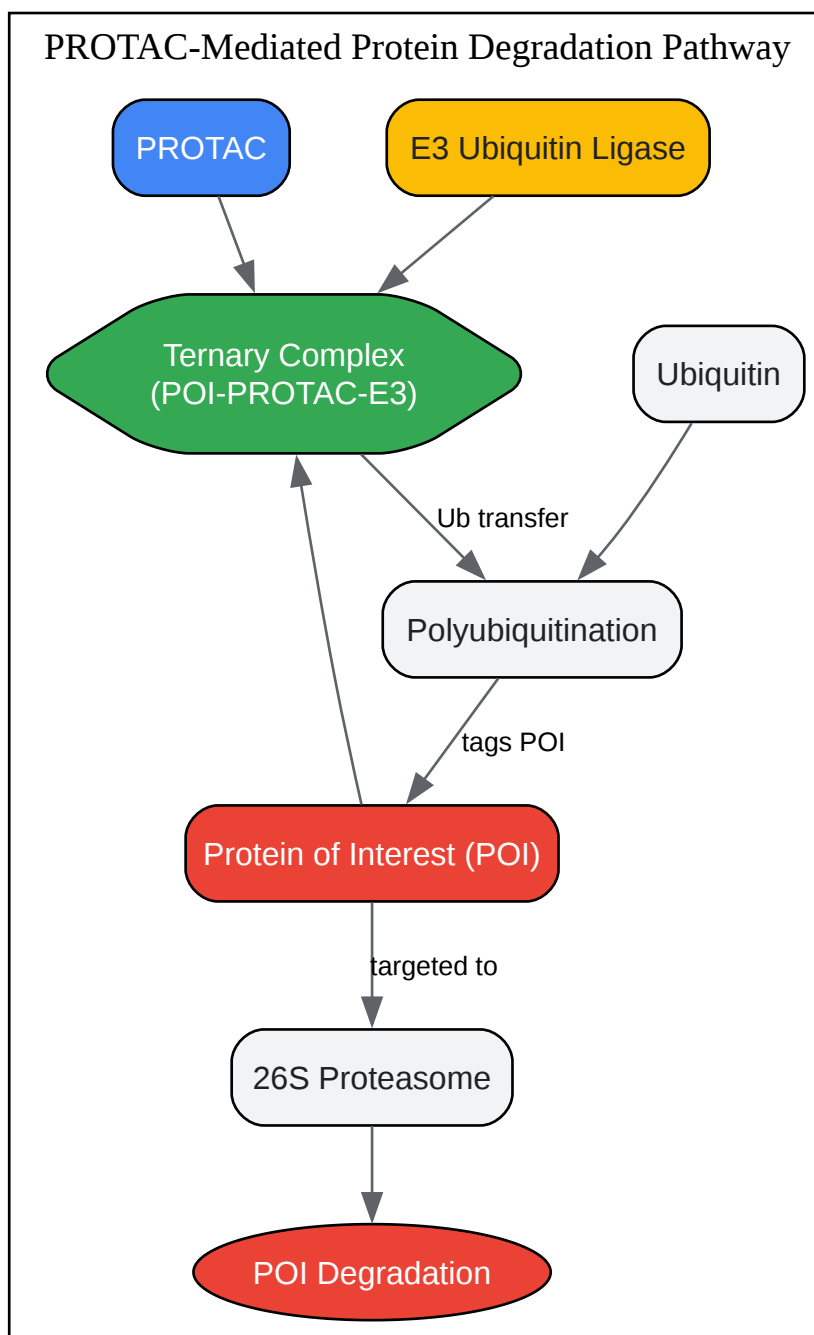 PROTAC-Mediated Protein Degradation Pathway
PROTAC
E3 Ubiquitin Ligase
Ternary Complex
(POI-PROTAC-E3)
Ubiquitin
Ub transfer
Polyubiquitination
tags POI
Protein of Interest (POI)
targeted to
26S Proteasome
POI Degradation